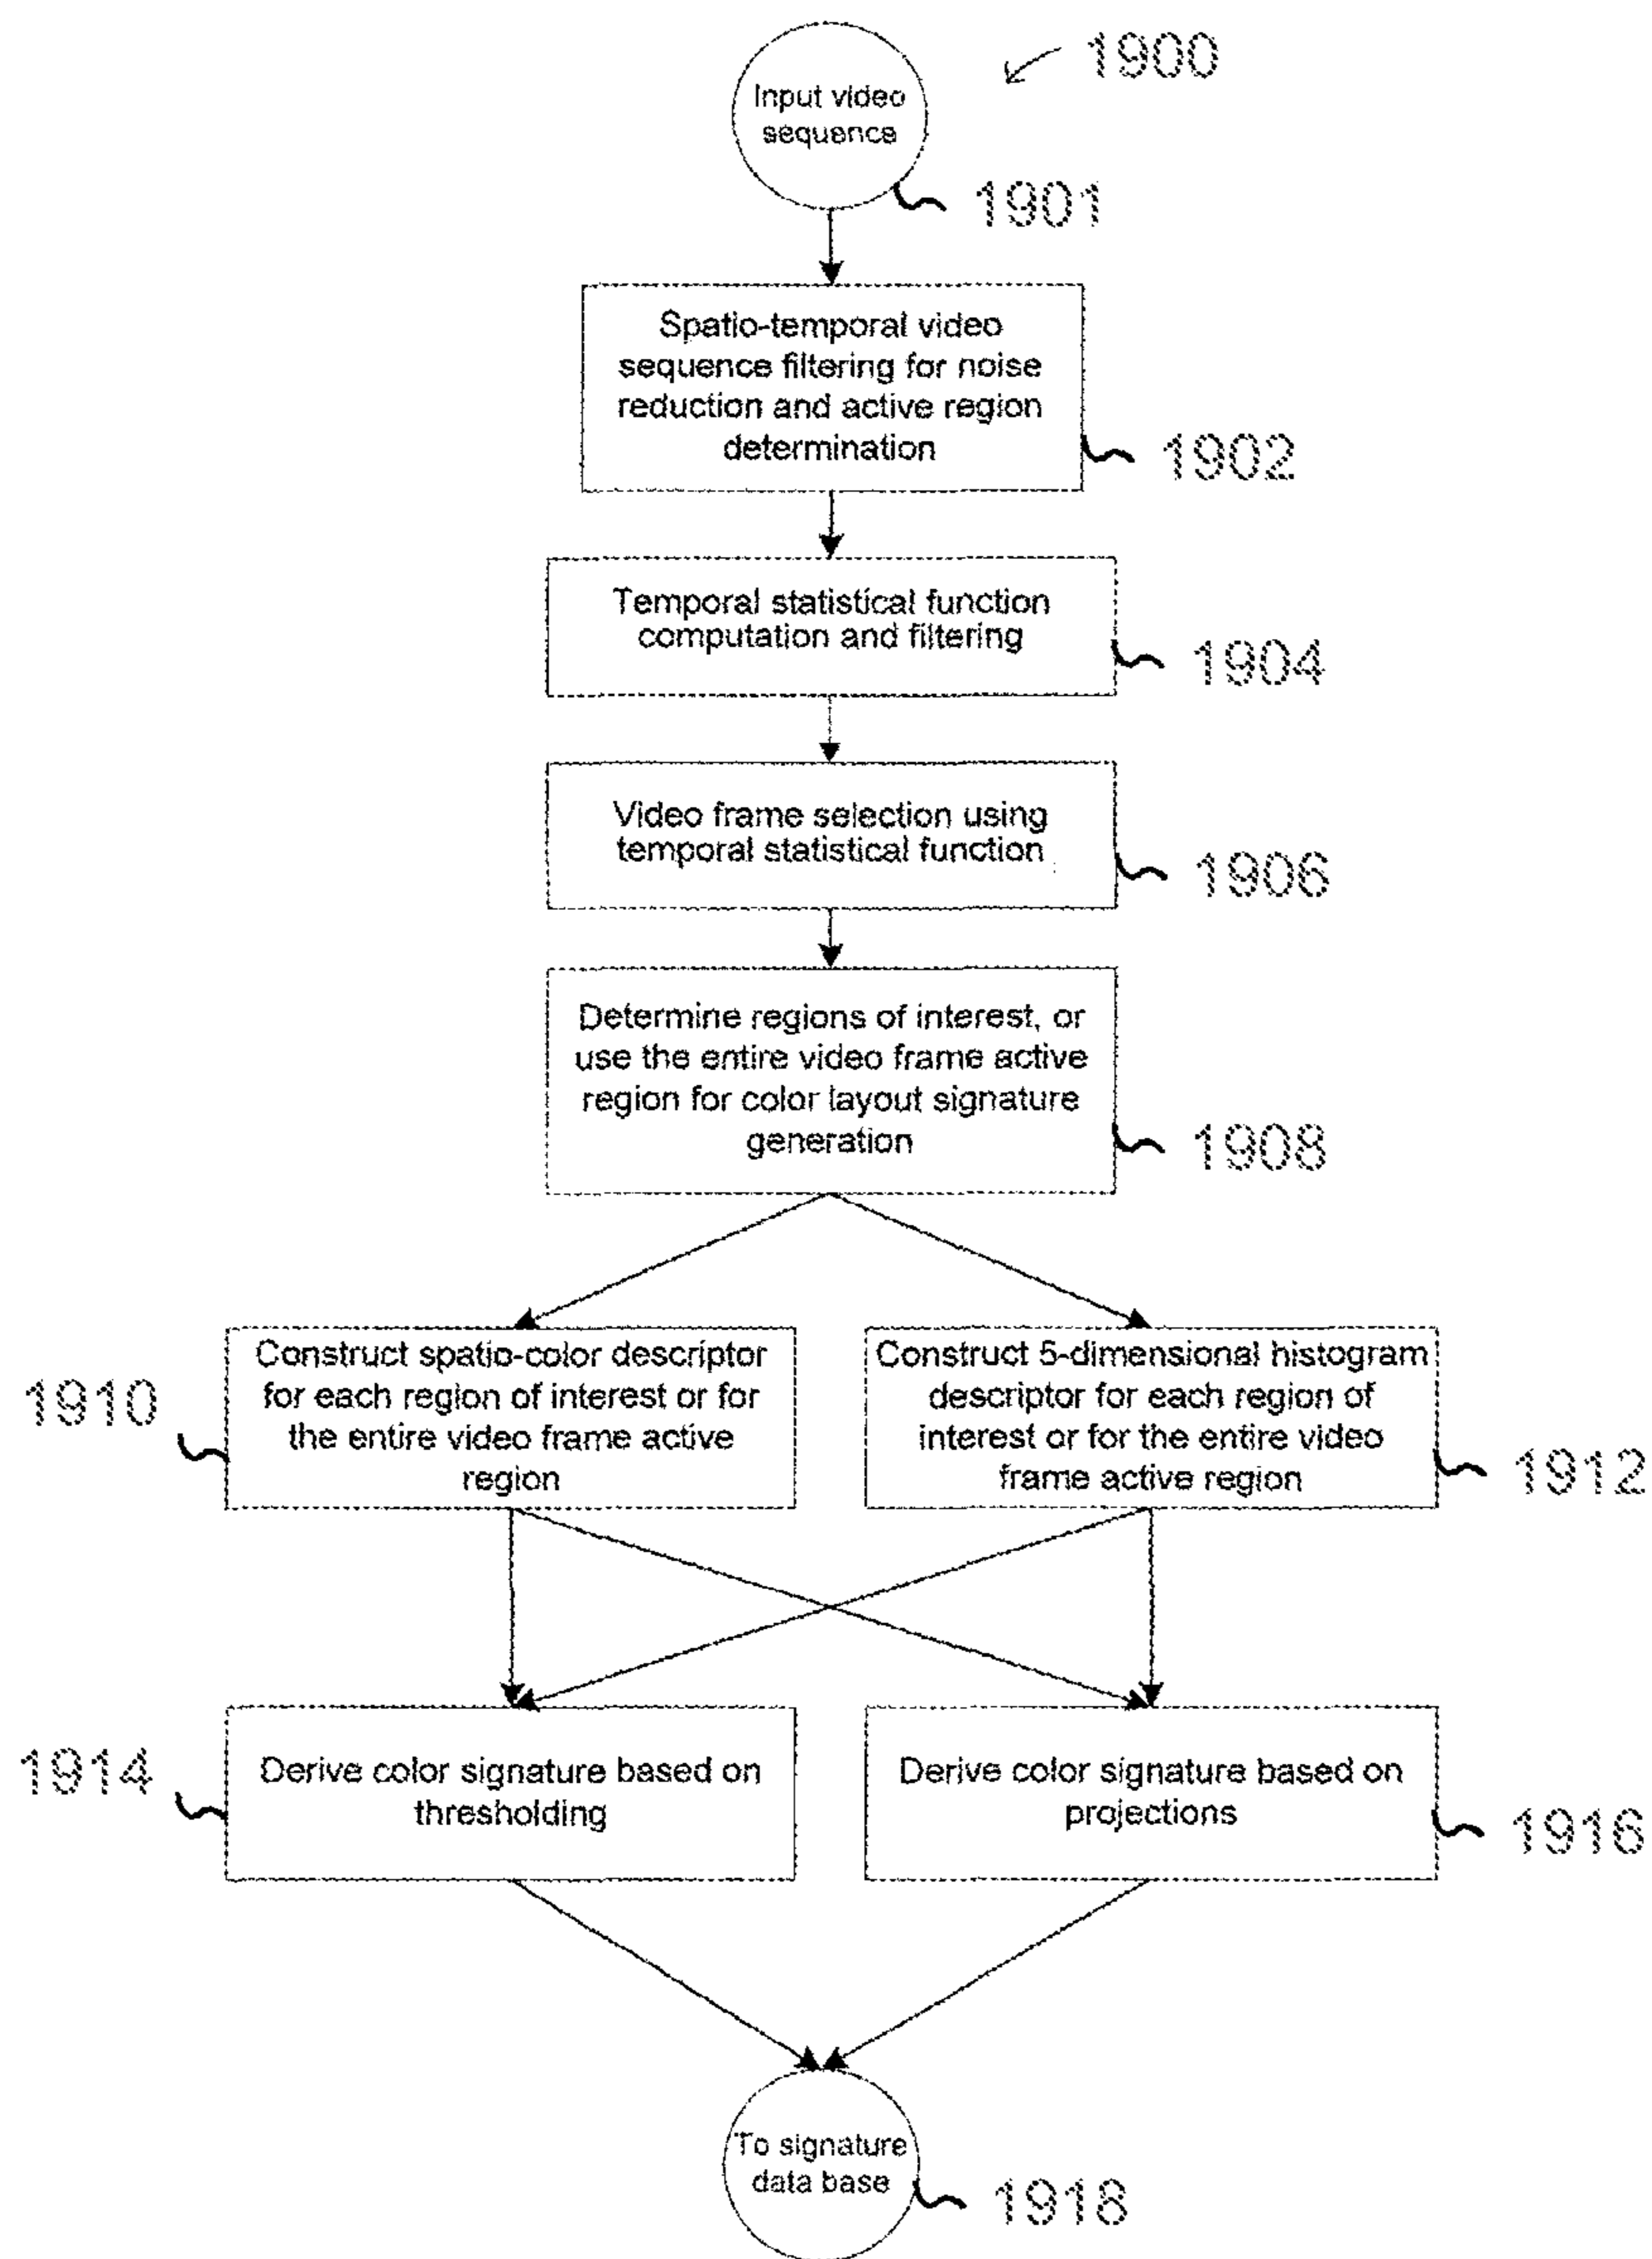 1900
Input video
sequence
1901
Spatio-temporal video
sequence filtering for noise
reduction and active region
determination
1902
Temporal statistical function
computation and filtering
1904
Video frame selection using
temporal statistical function
1906
Determine regions of interest, or
use the entire video frame active
region for color layout signature
generation
1908
Construct spatio-color descriptor
for each region of interest or for
the entire video frame active
region
1910
Construct 5-dimensional histogram
descriptor for each region of
interest or for the entire video
frame active region
1912
1914
Derive color signature based on
thresholding
Derive color signature based on
projections
1916
To signature
data base
1918